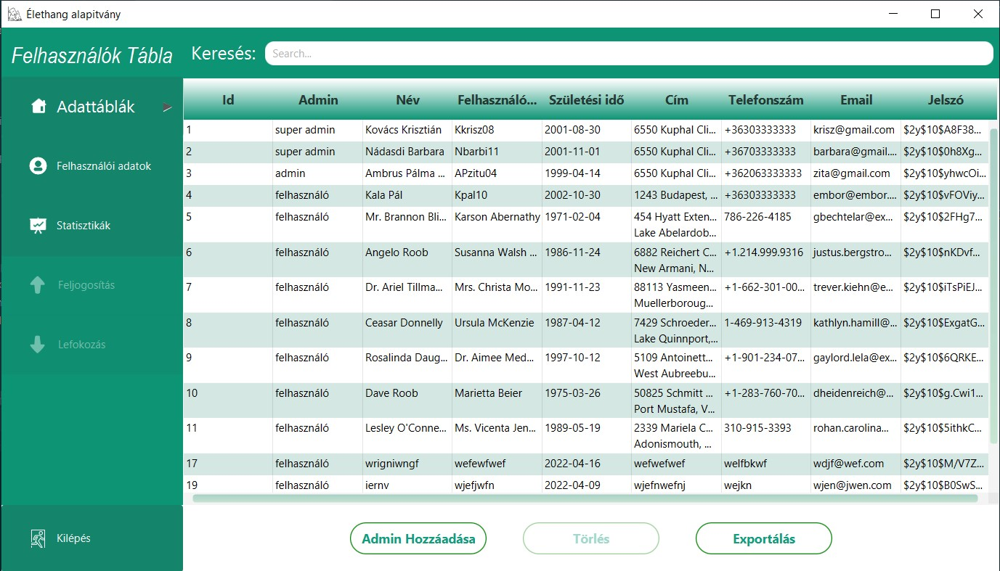 Élethang alapitvány
Felhasználók Tábla
Keresés:
Search...
Adattáblák
Felhasználói adatok
Statisztikák
Feljogosítás
Lefokozás
Kilépés
Id Admin Név Felhasználó... Születési idő Cím Telefonszám Email Jelszó
1 super admin Kovács Krisztián Kkrisz08 2001-08-30 6550 Kuphal Cli... +36303333333 krisz@gmail.com $2y$10$A8F38...
2 super admin Nádasdi Barbara Nbarbi11 2001-11-01 6550 Kuphal Cli... +36703333333 barbara@gmail.... $2y$10$0h8Xg...
3 admin Ambrus Pálma ... APzitu04 1999-04-14 6550 Kuphal Cli... +362063333333 zita@gmail.com $2y$10$yhwcOi...
4 felhasználó Kala Pál Kpal10 2002-10-30 1243 Budapest, ... +36303333333 embor@embor.... $2y$10$vFOViy...
5 felhasználó Mr. Brannon Bli... Karson Abernathy 1971-02-04 454 Hyatt Exten... 786-226-4185 gbechtelar@ex... $2y$10$2FHg7...
Lake Abelardob...
6 felhasználó Angelo Roob Susanna Walsh ... 1986-11-24 6882 Reichert C... +1.214.999.9316 justus.bergstro... $2y$10$nKDvf...
New Armani, N...
7 felhasználó Dr. Ariel Tillma... Mrs. Christa Mo... 1991-11-23 88113 Yasmeen... +1-662-301-00... trever.kiehn@e... $2y$10$iTsPiEJ...
Muellerboroug...
8 felhasználó Ceasar Donnelly Ursula McKenzie 1987-04-12 7429 Schroeder... 1-469-913-4319 kathlyn.hamill@... $2y$10$ExgatG...
Lake Quinnport,...
9 felhasználó Rosalinda Daug... Dr. Aimee Med... 1997-10-12 5109 Antoinett... +1-901-234-07... gaylord.lela@ex... $2y$10$6QRKE...
West Aubreebu...
10 felhasználó Dave Roob Marietta Beier 1975-03-26 50825 Schmitt ... +1-283-760-70... dheidenreich@... $2y$10$g.Cwi1...
Port Mustafa, V...
11 felhasználó Lesley O'Conne... Ms. Vicenta Jen... 1989-05-19 2339 Mariela C... 310-915-3393 rohan.carolina... $2y$10$5ithkC...
Adonismouth, ...
17 felhasználó wrigniwngf wefewfwef 2022-04-16 wefwefwef welfbkwf wdjf@wef.com $2y$10$M/V7Z...
19 felhasználó iernv wjefjwfn 2022-04-09 wjefnwefnj wejkn wjen@jwen.com $2y$10$B0SwS...
Admin Hozzáadása
Törlés
Exportálás